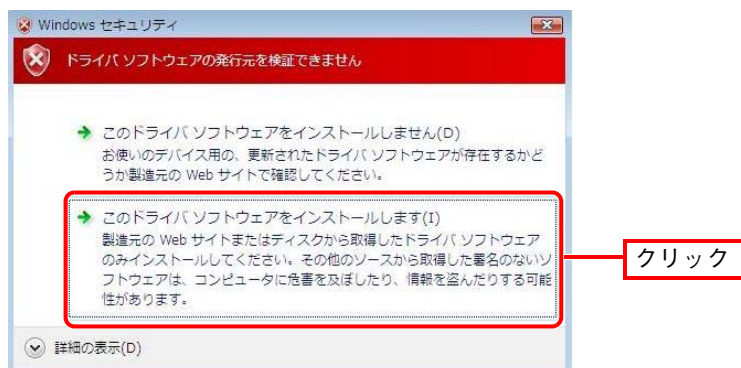 Windows セキュリティ
ドライバ ソフトウェアの発行元を検証できません
このドライバ ソフトウェアをインストールしません(D)
お使いのデバイス用の、更新されたドライバ ソフトウェアが存在するかど
うか製造元の Web サイトで確認してください。
このドライバ ソフトウェアをインストールします(I)
製造元の Web サイトまたはディスクから取得したドライバ ソフトウェア
のみインストールしてください。その他のソースから取得した署名のないソ
フトウェアは、コンピュータに危害を及ぼしたり、情報を盗んだりする可能
性があります。
クリック
詳細の表示(D)